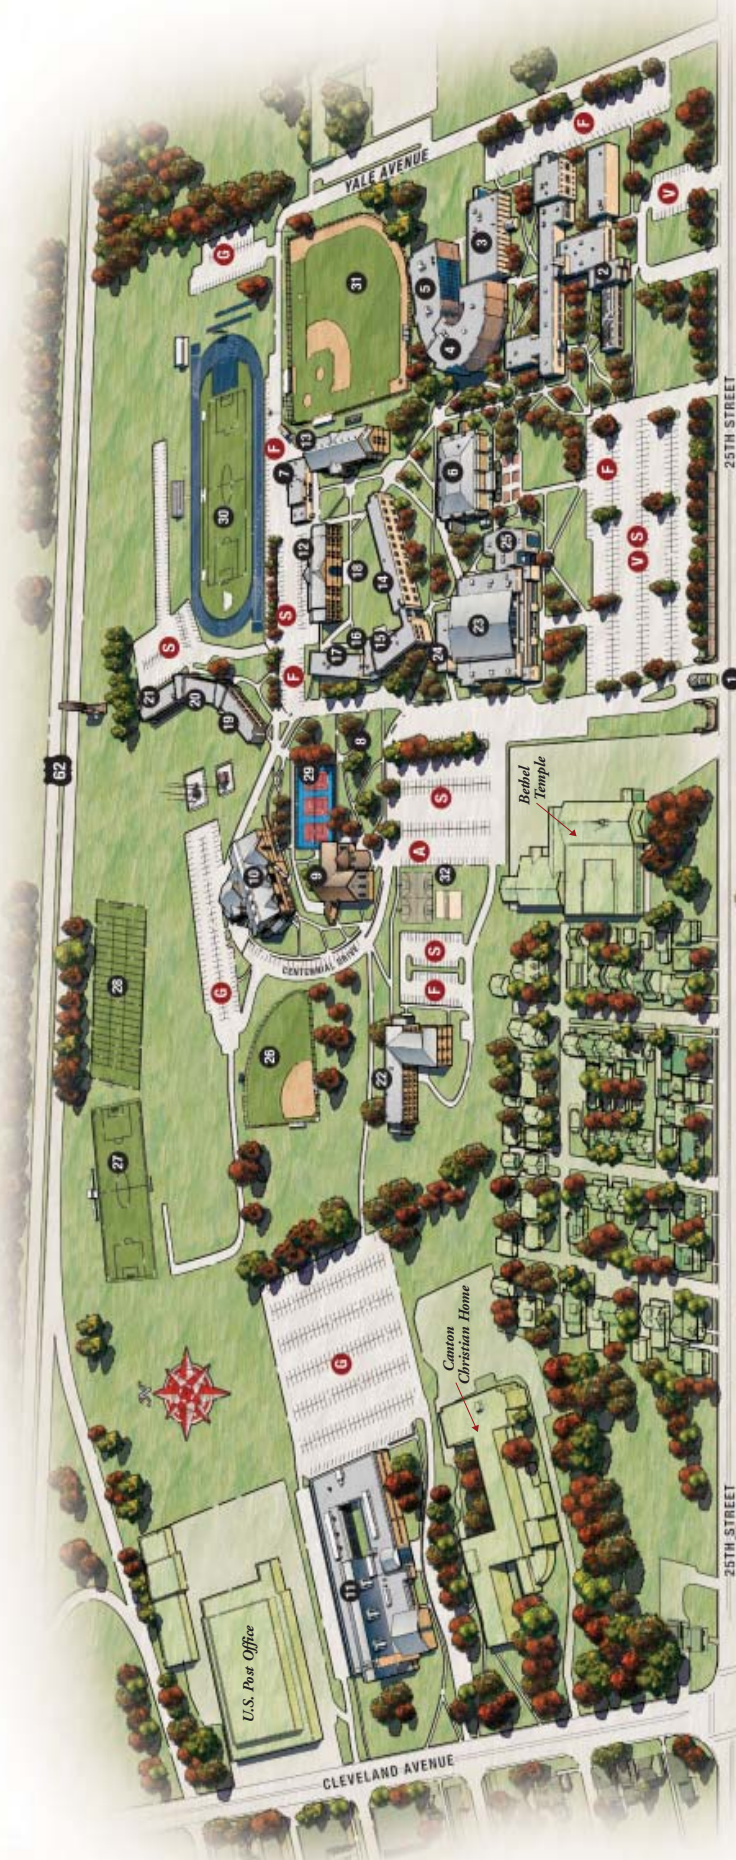 62
27
28
N
21
S
20
19
G
G
30
U.S. Post Office
10
26
F
S
F
7
12
13
29
9
CENTENNIAL DRIVE
17
G
11
16
18
31
8
15
22
14
YALE AVENUE
CLEVELAND AVENUE
A
5
F
S
24
S
32
4
6
Canton
Christian Home
23
3
25
Bethel
Temple
F
2
F
V S
V
1
25TH STREET
25TH STREET